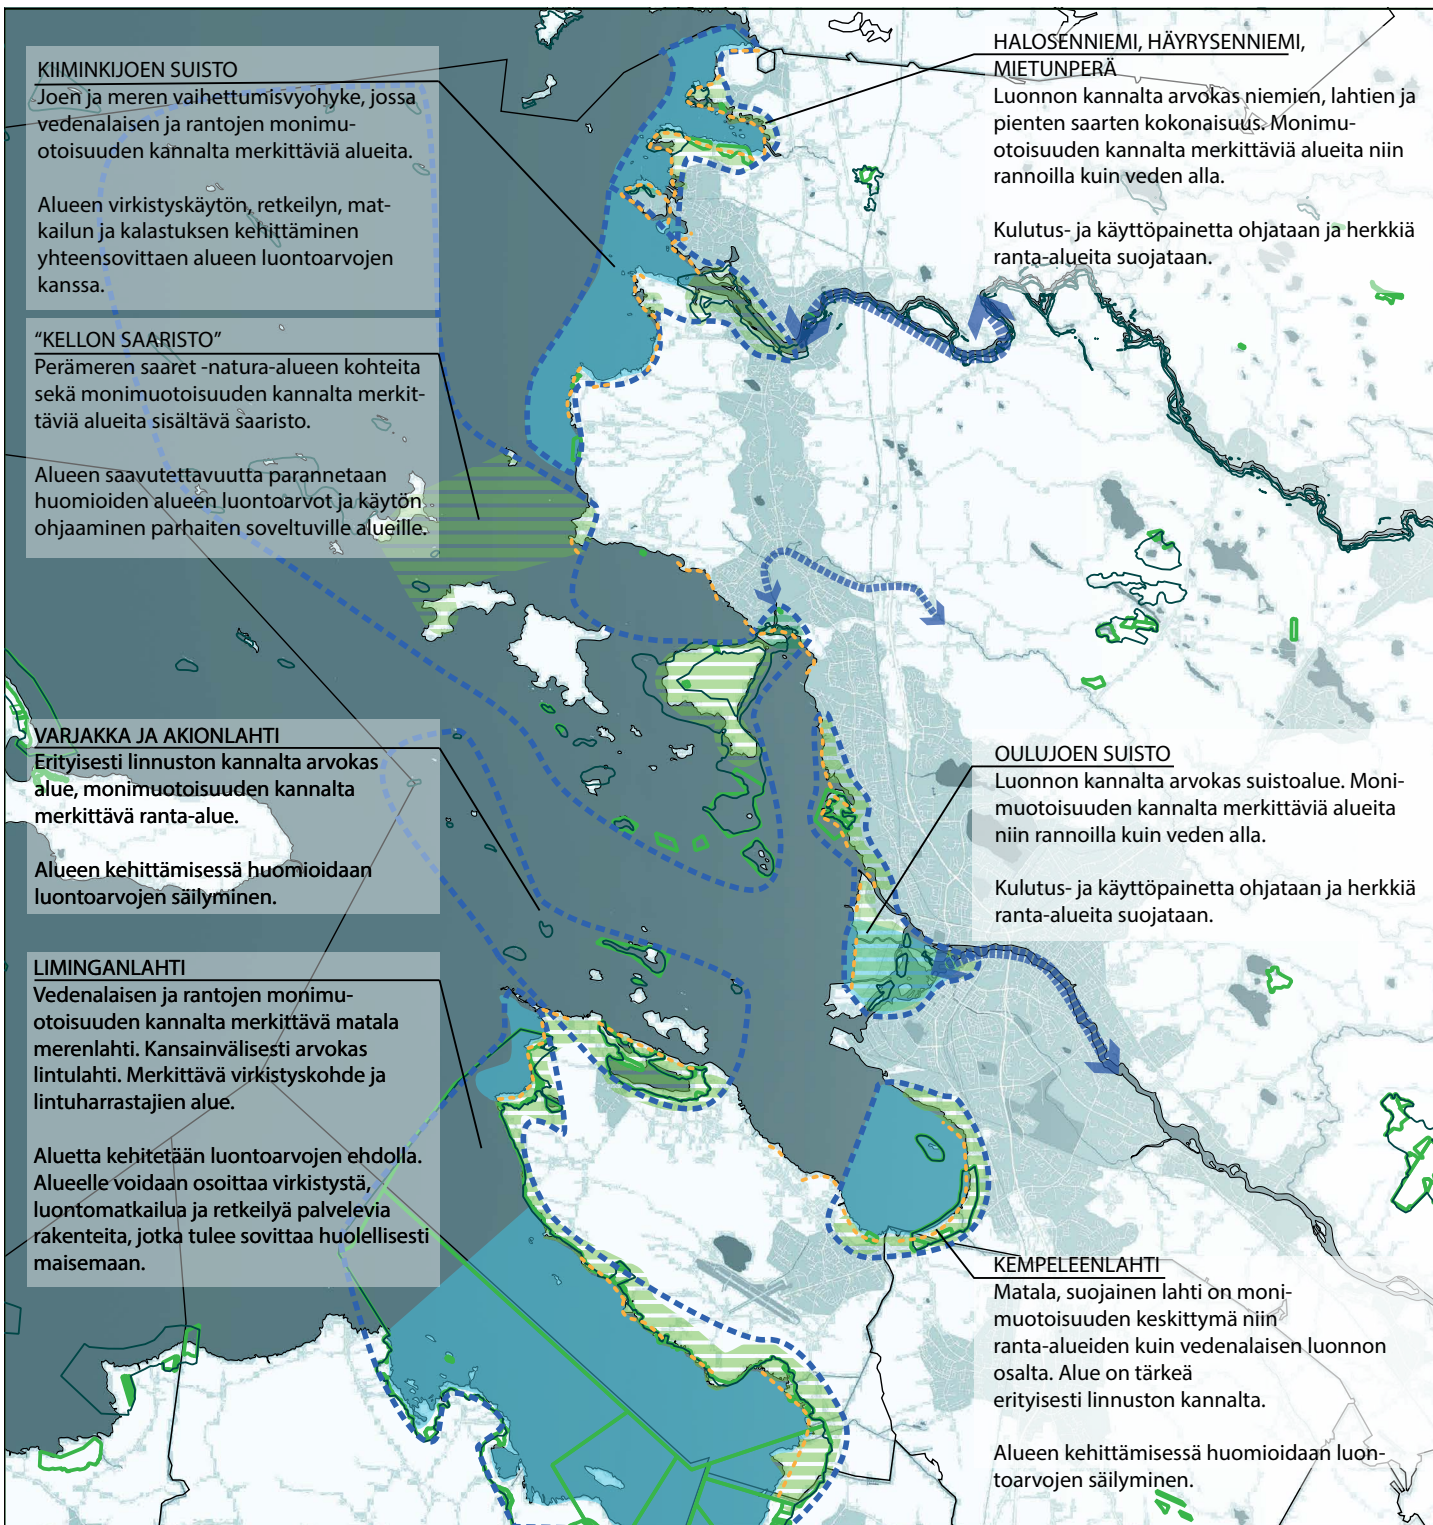 KIIMINKIJOEN SUISTO
Joen ja meren vaihettumisvyohyke, jossa
vedenalaisen ja rantojen monimu-
otoisuuden kannalta merkittäviä alueita.
Alueen virkistyskäytön, retkeilyn, mat-
kailun ja kalastuksen kehittäminen
yhteensovittaen alueen luontoarvojen
kanssa.
"KELLON SAARISTO"
Perämeren saaret -natura-alueen kohteita
sekä monimuotoisuuden kannalta merkit-
täviä alueita sisältävä saaristo.
Alueen saavutettavuutta parannetaan
huomioiden alueen luontoarvot ja käytön
ohjaaminen parhaiten soveltuville alueille.
VARJAKKA JA AKIONLAHTI
Erityisesti linnuston kannalta arvokas
alue, monimuotoisuuden kannalta
merkittävä ranta-alue.
Alueen kehittämisessä huomioidaan
luontoarvojen säilyminen.
LIMINGANLAHTI
Vedenalaisen ja rantojen monimu-
otoisuuden kannalta merkittävä matala
merenlahti. Kansainvälisesti arvokas
lintulahti. Merkittävä virkistyskohde ja
lintuharrastajien alue.
Aluetta kehitetään luontoarvojen ehdolla.
Alueelle voidaan osoittaa virkistystä,
luontomatkailua ja retkeilyä palvelevia
rakenteita, jotka tulee sovittaa huolellisesti
maisemaan.
HALOSENNIEMI, HÄYRYSENNIEMI,
MIETUNPERÄ
Luonnon kannalta arvokas niemien, lahtien ja
pienten saarten kokonaisuus. Monimu-
otoisuuden kannalta merkittäviä alueita niin
rannoilla kuin veden alla.
Kulutus- ja käyttöpainetta ohjataan ja herkkiä
ranta-alueita suojataan.
OULUJOEN SUISTO
Luonnon kannalta arvokas suistoalue. Moni-
muotoisuuden kannalta merkittäviä alueita
niin rannoilla kuin veden alla.
Kulutus- ja käyttöpainetta ohjataan ja herkkiä
ranta-alueita suojataan.
KEMPELEENLAHTI
Matala, suojainen lahti on moni-
muotoisuuden keskittymä niin
ranta-alueiden kuin vedenalaisen luonnon
osalta. Alue on tärkeä
erityisesti linnuston kannalta.
Alueen kehittämisessä huomioidaan luon-
toarvojen säilyminen.